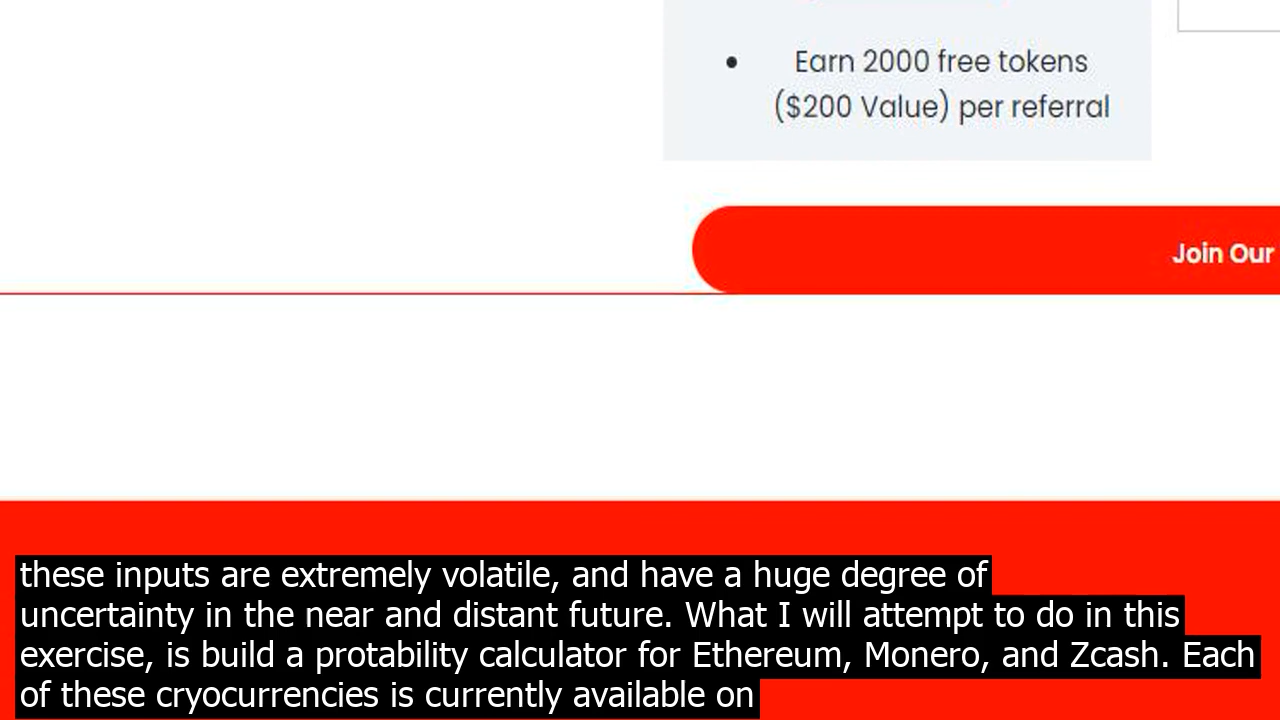 Earn 2000 free tokens
($200 Value) per referral
Join Our
these inputs are extremely volatile, and have a huge degree of
uncertainty in the near and distant future. What I will attempt to do in this
exercise, is build a protability calculator for Ethereum, Monero, and Zcash. Each
of these cryocurrencies is currently available on